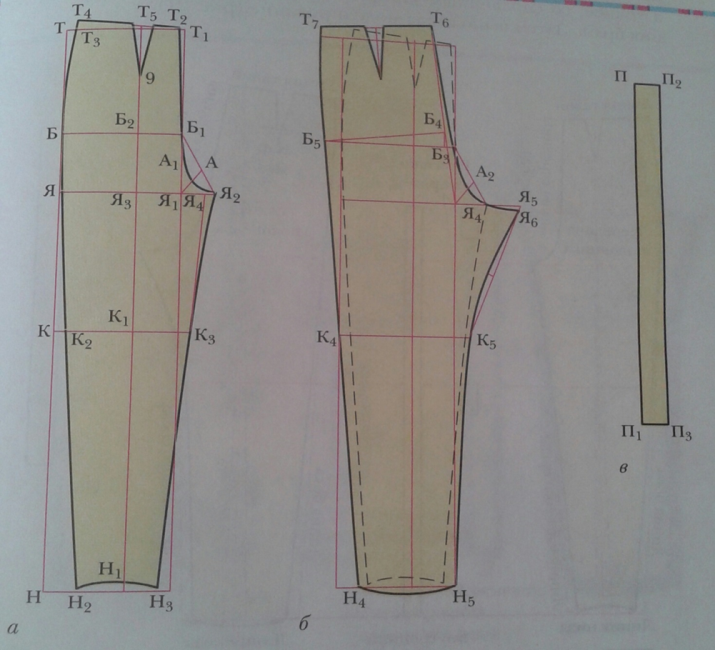 Т₄ Т₅ Т₂
Т Т₃ Т₁
9
Б Б₂ Б₁
А₁ А
Я Я₃ Я₁ Я₄ Я₂
К К₁
К₂ К₃
Н₁
Н Н₂ Н₃
а
Т₇ Т₆
Б₄
Б₅ Б₃
А₂
Я₅
Я₄ Я₆
К₄ К₅
Н₄ Н₅
б
П П₂
П₁ П₃
в